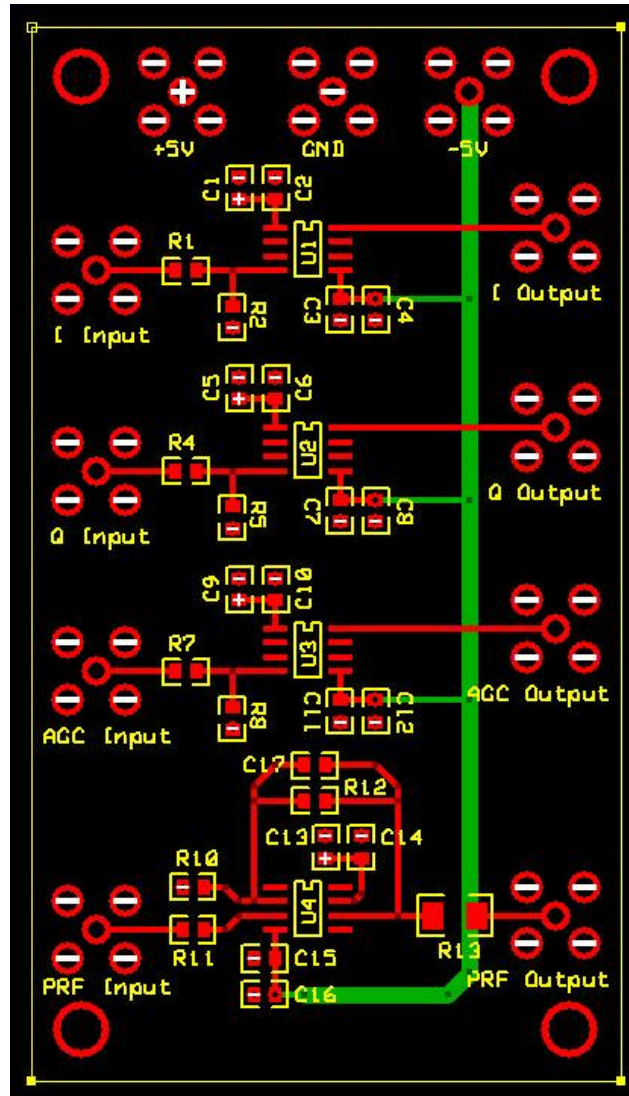 +5V GND -5V
C1 C2
R1 U1
R2 C3 C4 I Output
I Input
C5 C6
R4 U2
R5 C7 C8 Q Output
Q Input
C9 C10
R7 U3
R8 C11 C12 AGC Output
AGC Input
C17
R12
C13 C14
R10
U4
R11 R13
C15
PRF Input PRF Output
C16